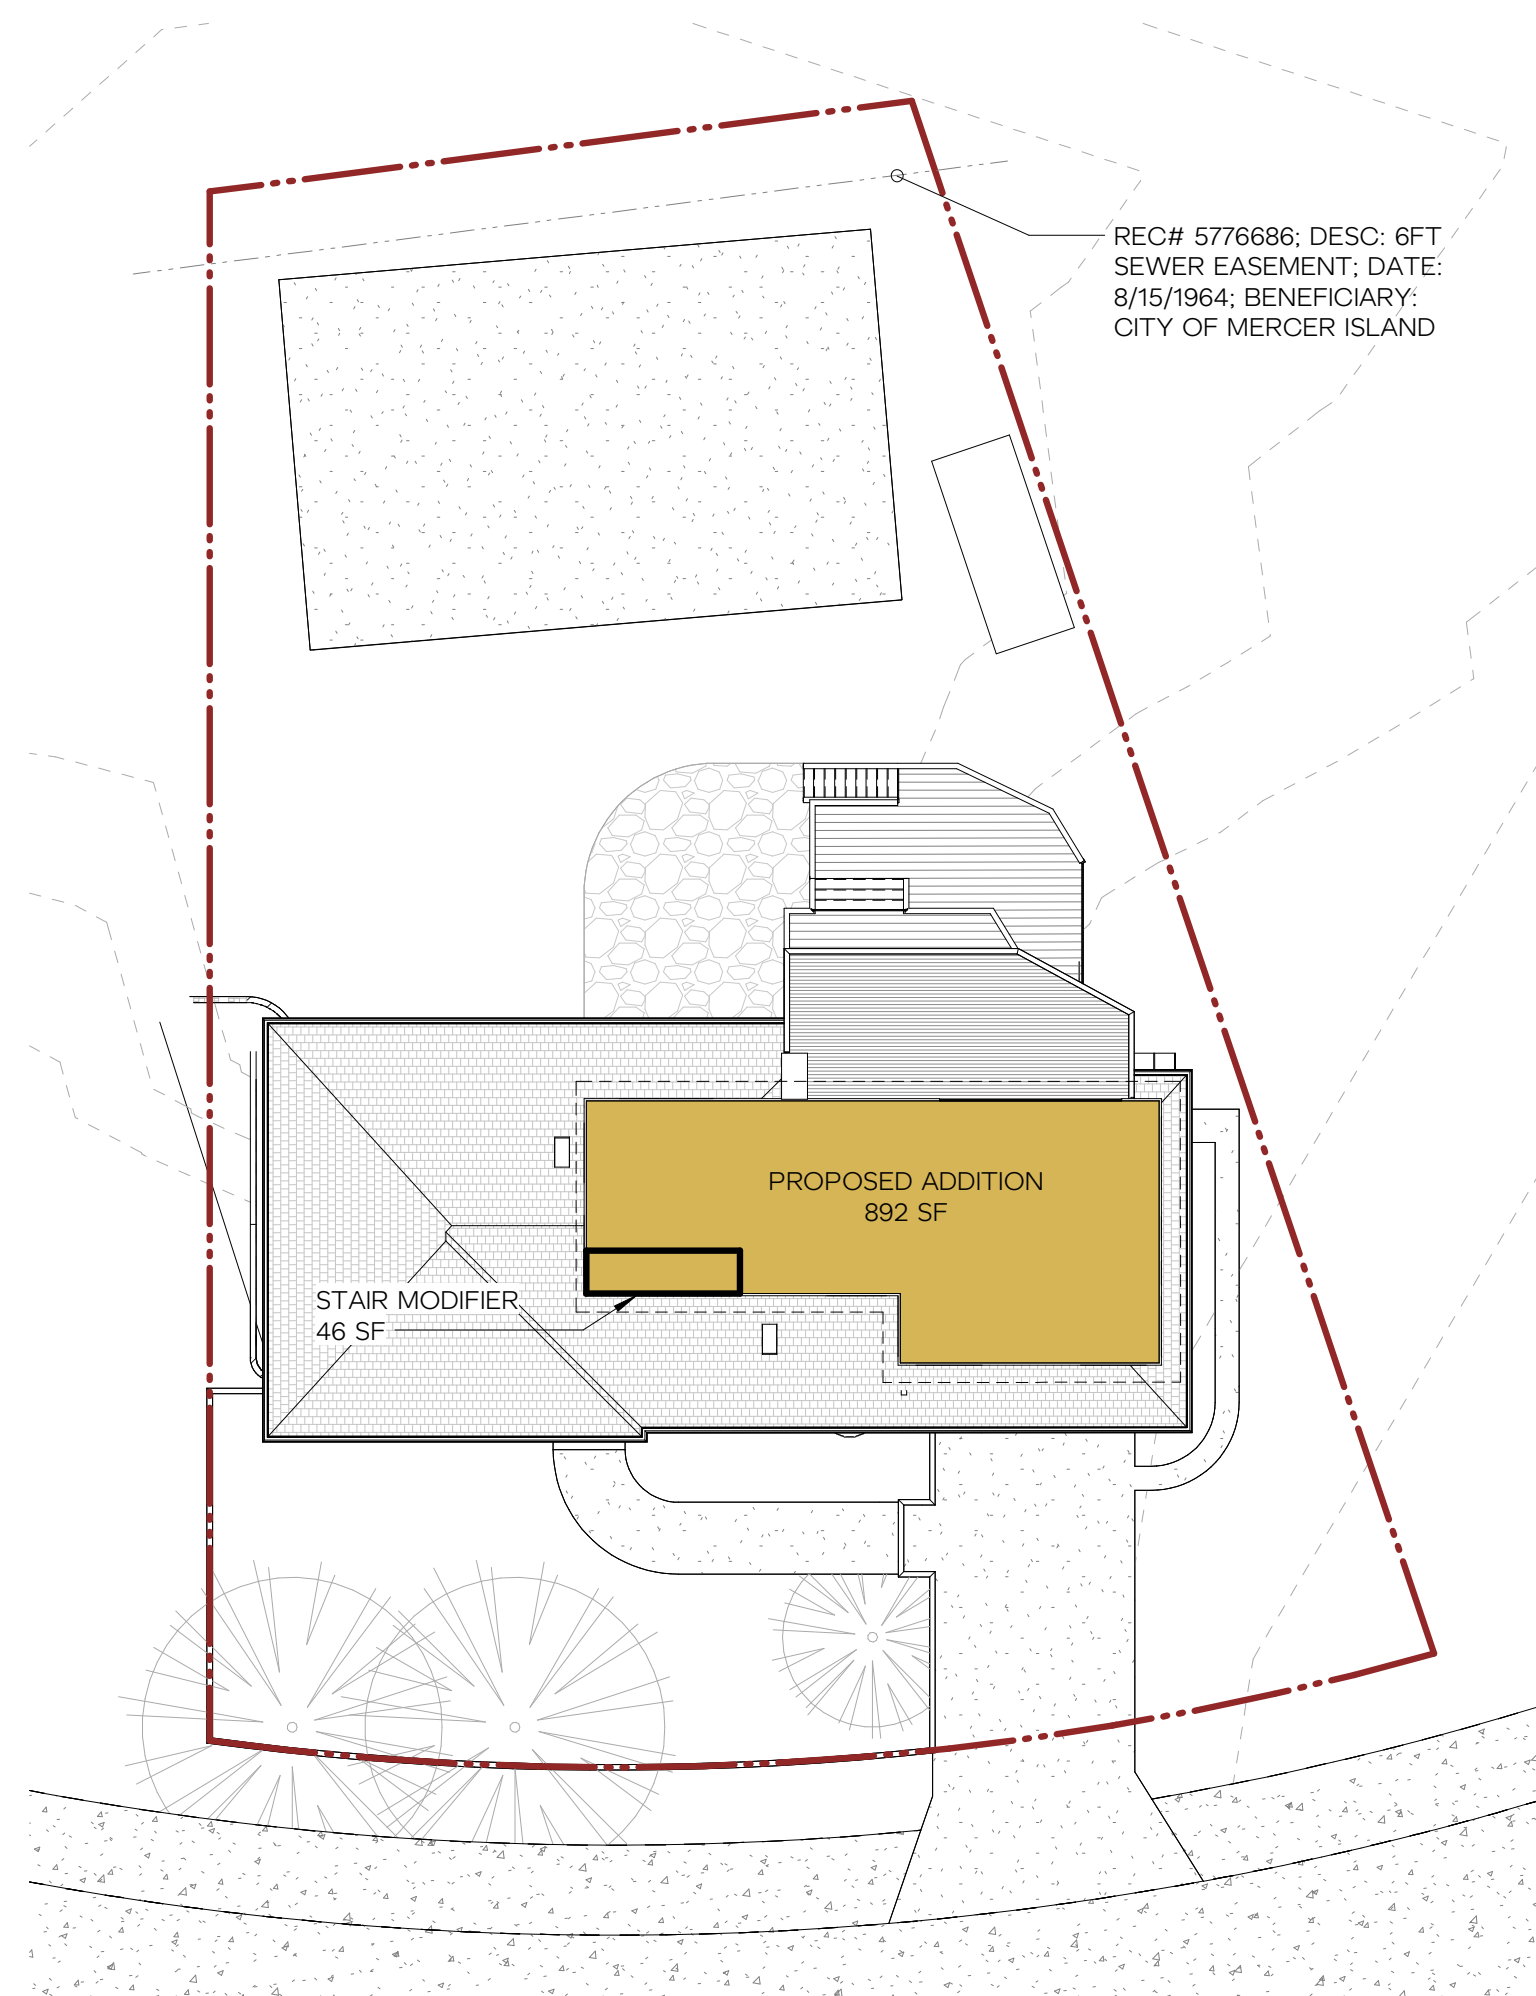 REC# 5776686; DESC: 6FT
SEWER EASEMENT; DATE:
8/15/1964; BENEFICIARY:
CITY OF MERCER ISLAND
PROPOSED ADDITION
892 SF
STAIR MODIFIER
46 SF